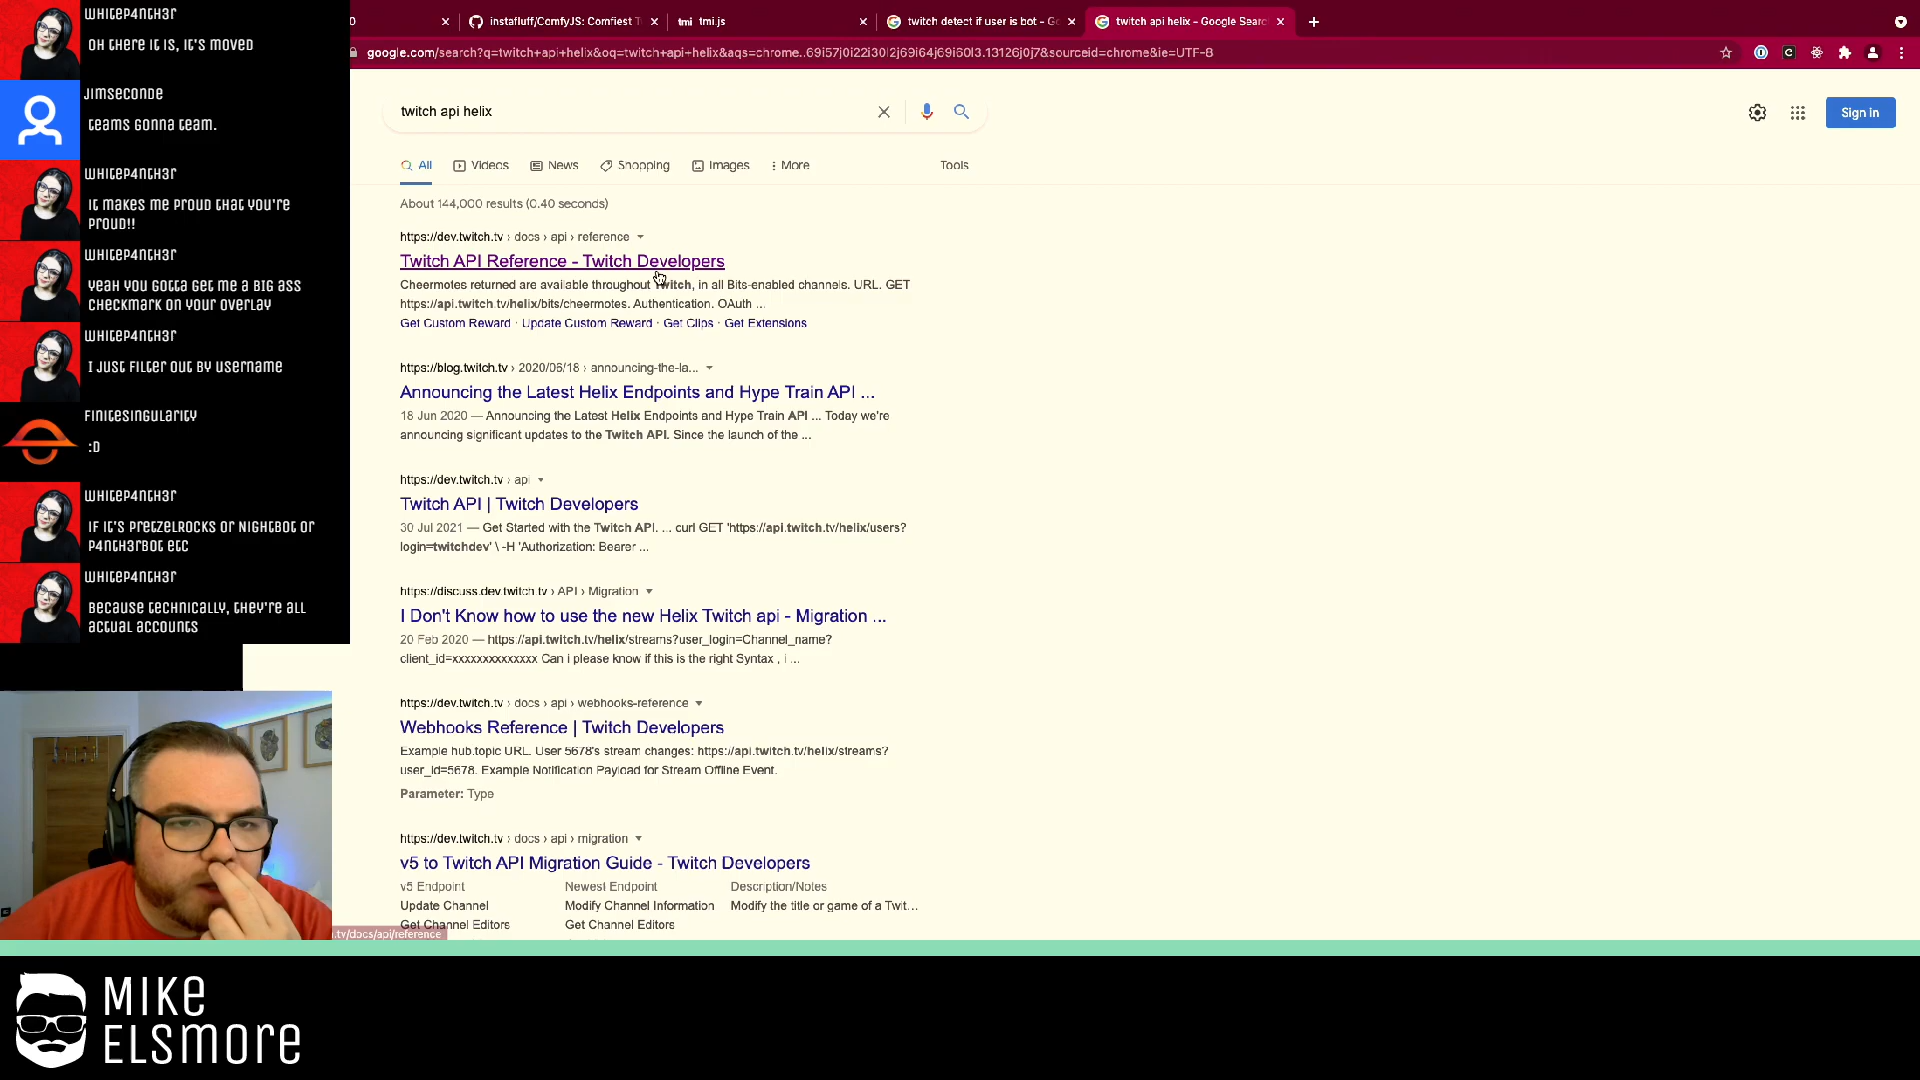 whitep4nth3r
Oh there it is, it's moved
jimseconde
teams gonna team.
whitep4nth3r
It makes me proud that you're
proud!!
whitep4nth3r
yeah you gotta get me a big ass
checkmark on your overlay
whitep4nth3r
I just filter out by username
finitesingularity
:D
whitep4nth3r
if it's pretzelrocks or nightbot or
p4nth3rbot etc
whitep4nth3r
Because technically, they're all
actual accounts
0
instafluff/ComfyJS: Comfiest T
tmi tmi.js
twitch detect if user is bot - Go
twitch api helix - Google Searc
google.com/search?q=twitch+api+helix&oq=twitch+api+helix&aqs=chrome..69i57j0i22i30l2j69i64j69i60l3.13126j0j7&sourceid=chrome&ie=UTF-8
twitch api helix
Sign in
All
Videos
News
Shopping
Images
More
Tools
About 144,000 results (0.40 seconds)
https://dev.twitch.tv › docs › api › reference
Twitch API Reference - Twitch Developers
Cheermotes returned are available throughout Twitch, in all Bits-enabled channels. URL. GET
https://api.twitch.tv/helix/bits/cheermotes. Authentication. OAuth ...
Get Custom Reward · Update Custom Reward · Get Clips · Get Extensions
https://blog.twitch.tv › 2020/06/18 › announcing-the-la...
Announcing the Latest Helix Endpoints and Hype Train API ...
18 Jun 2020 — Announcing the Latest Helix Endpoints and Hype Train API ... Today we're
announcing significant updates to the Twitch API. Since the launch of the ...
https://dev.twitch.tv › api
Twitch API | Twitch Developers
30 Jul 2021 — Get Started with the Twitch API. ... curl GET 'https://api.twitch.tv/helix/users?
login=twitchdev' \ -H 'Authorization: Bearer ...
https://discuss.dev.twitch.tv › API › Migration
I Don't Know how to use the new Helix Twitch api - Migration ...
20 Feb 2020 — https://api.twitch.tv/helix/streams?user_login=Channel_name?
client_id=xxxxxxxxxxxxxx Can i please know if this is the right Syntax , i ...
https://dev.twitch.tv › docs › api › webhooks-reference
Webhooks Reference | Twitch Developers
Example hub.topic URL. User 5678's stream changes: https://api.twitch.tv/helix/streams?
user_id=5678. Example Notification Payload for Stream Offline Event.
Parameter: Type
https://dev.twitch.tv › docs › api › migration
v5 to Twitch API Migration Guide - Twitch Developers
v5 Endpoint
Newest Endpoint
Description/Notes
Update Channel
Modify Channel Information
Modify the title or game of a Twit...
Get Channel Editors
Get Channel Editors
.tv/docs/api/reference
Mike
Elsmore